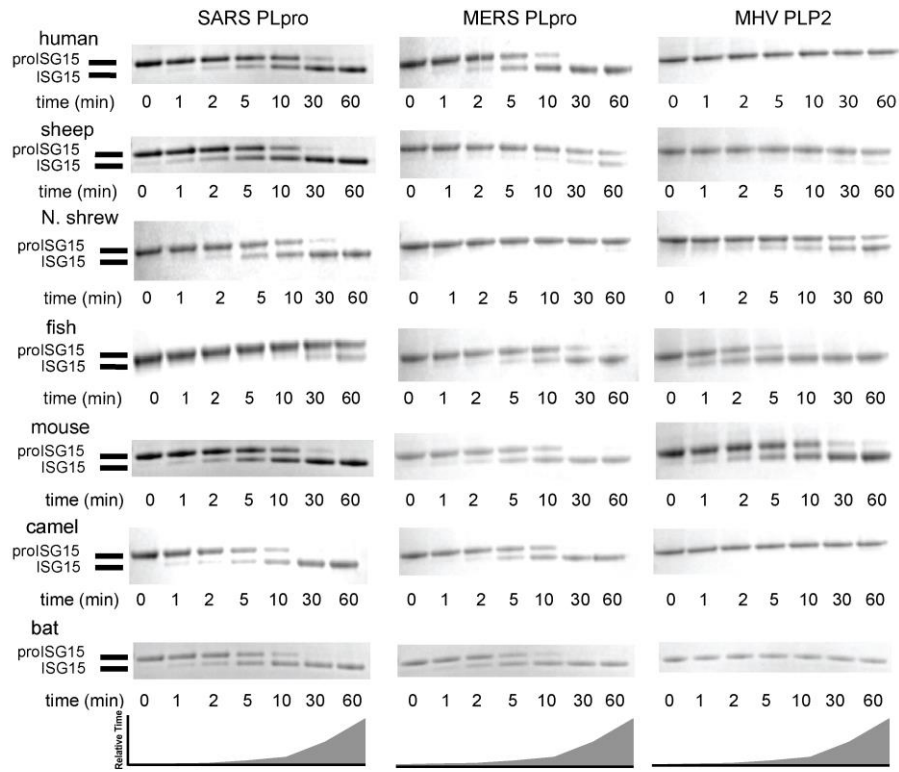 SARS PLpro MERS PLpro MHV PLP2
human
proISG15
ISG15
time (min) 0 1 2 5 10 30 60 0 1 2 5 10 30 60 0 1 2 5 10 30 60
sheep
proISG15
ISG15
time (min) 0 1 2 5 10 30 60 0 1 2 5 10 30 60 0 1 2 5 10 30 60
N. shrew
proISG15
ISG15
time (min) 0 1 2 5 10 30 60 0 1 2 5 10 30 60 0 1 2 5 10 30 60
fish
proISG15
ISG15
time (min) 0 1 2 5 10 30 60 0 1 2 5 10 30 60 0 1 2 5 10 30 60
mouse
proISG15
ISG15
time (min) 0 1 2 5 10 30 60 0 1 2 5 10 30 60 0 1 2 5 10 30 60
camel
proISG15
ISG15
time (min) 0 1 2 5 10 30 60 0 1 2 5 10 30 60 0 1 2 5 10 30 60
bat
proISG15
ISG15
time (min) 0 1 2 5 10 30 60 0 1 2 5 10 30 60 0 1 2 5 10 30 60
Relative Time